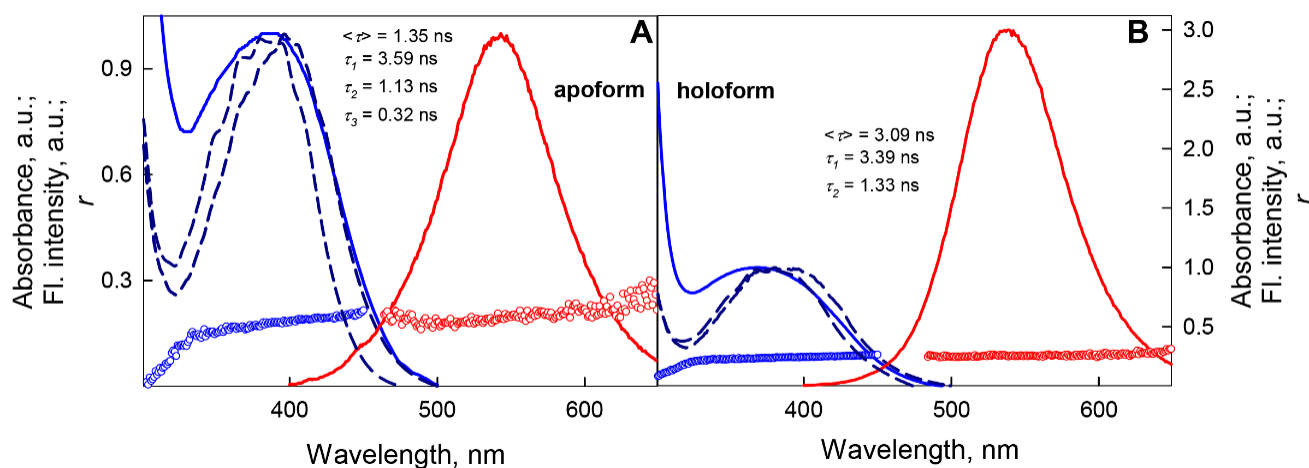 A
<τ> = 1.35 ns
τ1 = 3.59 ns
τ2 = 1.13 ns
τ3 = 0.32 ns
apoform
0.9
0.6
0.3
Absorbance, a.u.;
Fl. intensity, a.u.;
r
400
500
600
Wavelength, nm
B
holoform
<τ> = 3.09 ns
τ1 = 3.39 ns
τ2 = 1.33 ns
3.0
2.5
2.0
1.5
1.0
0.5
Absorbance, a.u.;
Fl. intensity, a.u.;
r
400
500
600
Wavelength, nm